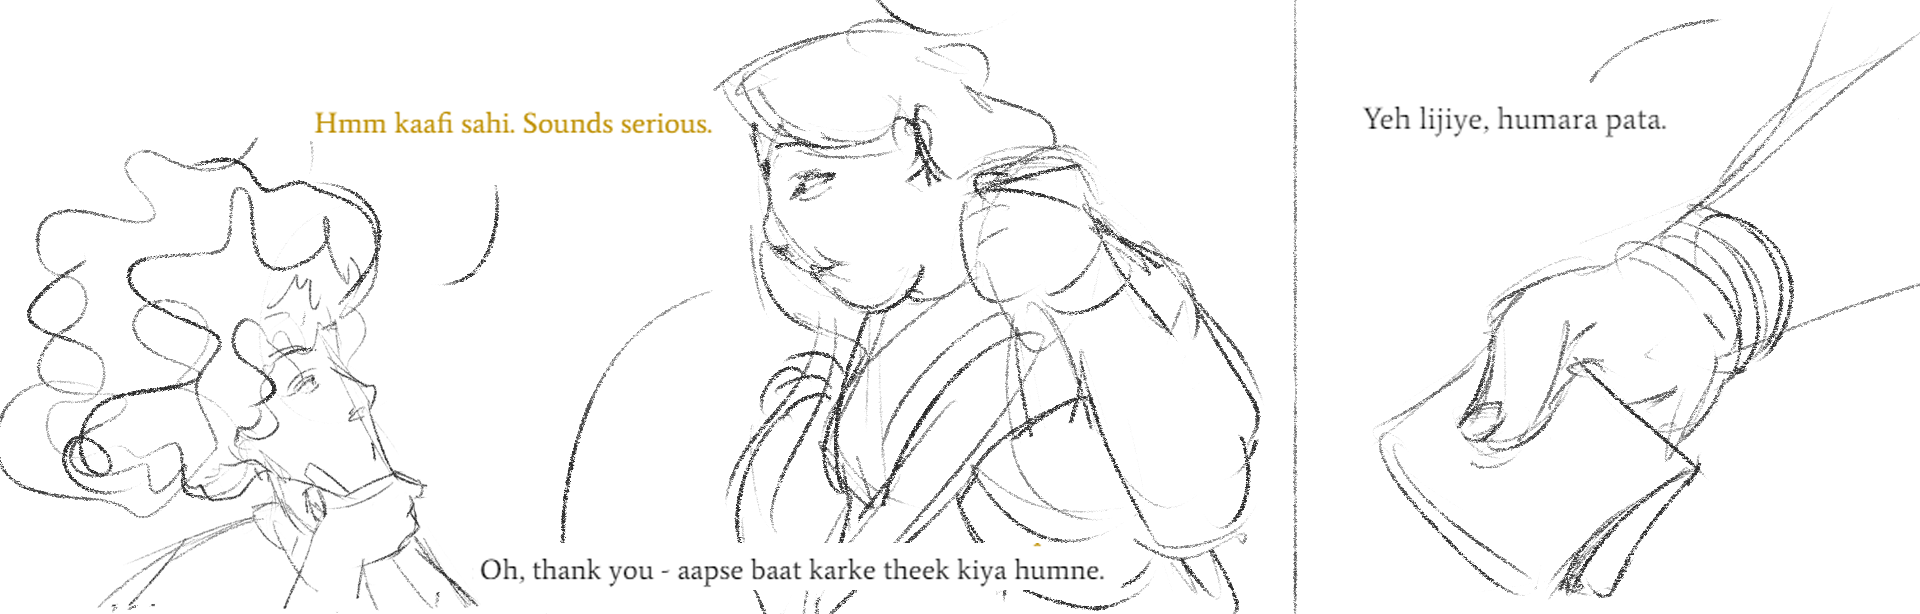 Hmm kaafi sahi. Sounds serious.
Oh, thank you - aapse baat karke theek kiya humne.
Yeh lijiye, humara pata.